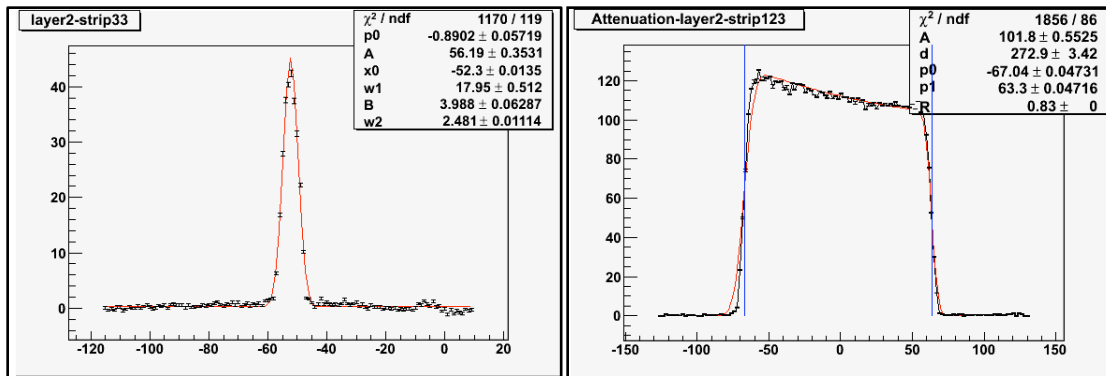 layer2-strip33
χ² / ndf 1170 / 119
p0 -0.8902 ± 0.05719
A 56.19 ± 0.3531
x0 -52.3 ± 0.0135
w1 17.95 ± 0.512
B 3.988 ± 0.06287
w2 2.481 ± 0.01114
40
30
20
10
0
-120 -100 -80 -60 -40 -20 0 20
Attenuation-layer2-strip123
χ² / ndf 1856 / 86
A 101.8 ± 0.5525
d 272.9 ± 3.42
p0 -67.04 ± 0.04731
p1 63.3 ± 0.04716
R 0.83 ± 0
120
100
80
60
40
20
0
-150 -100 -50 0 50 100 150